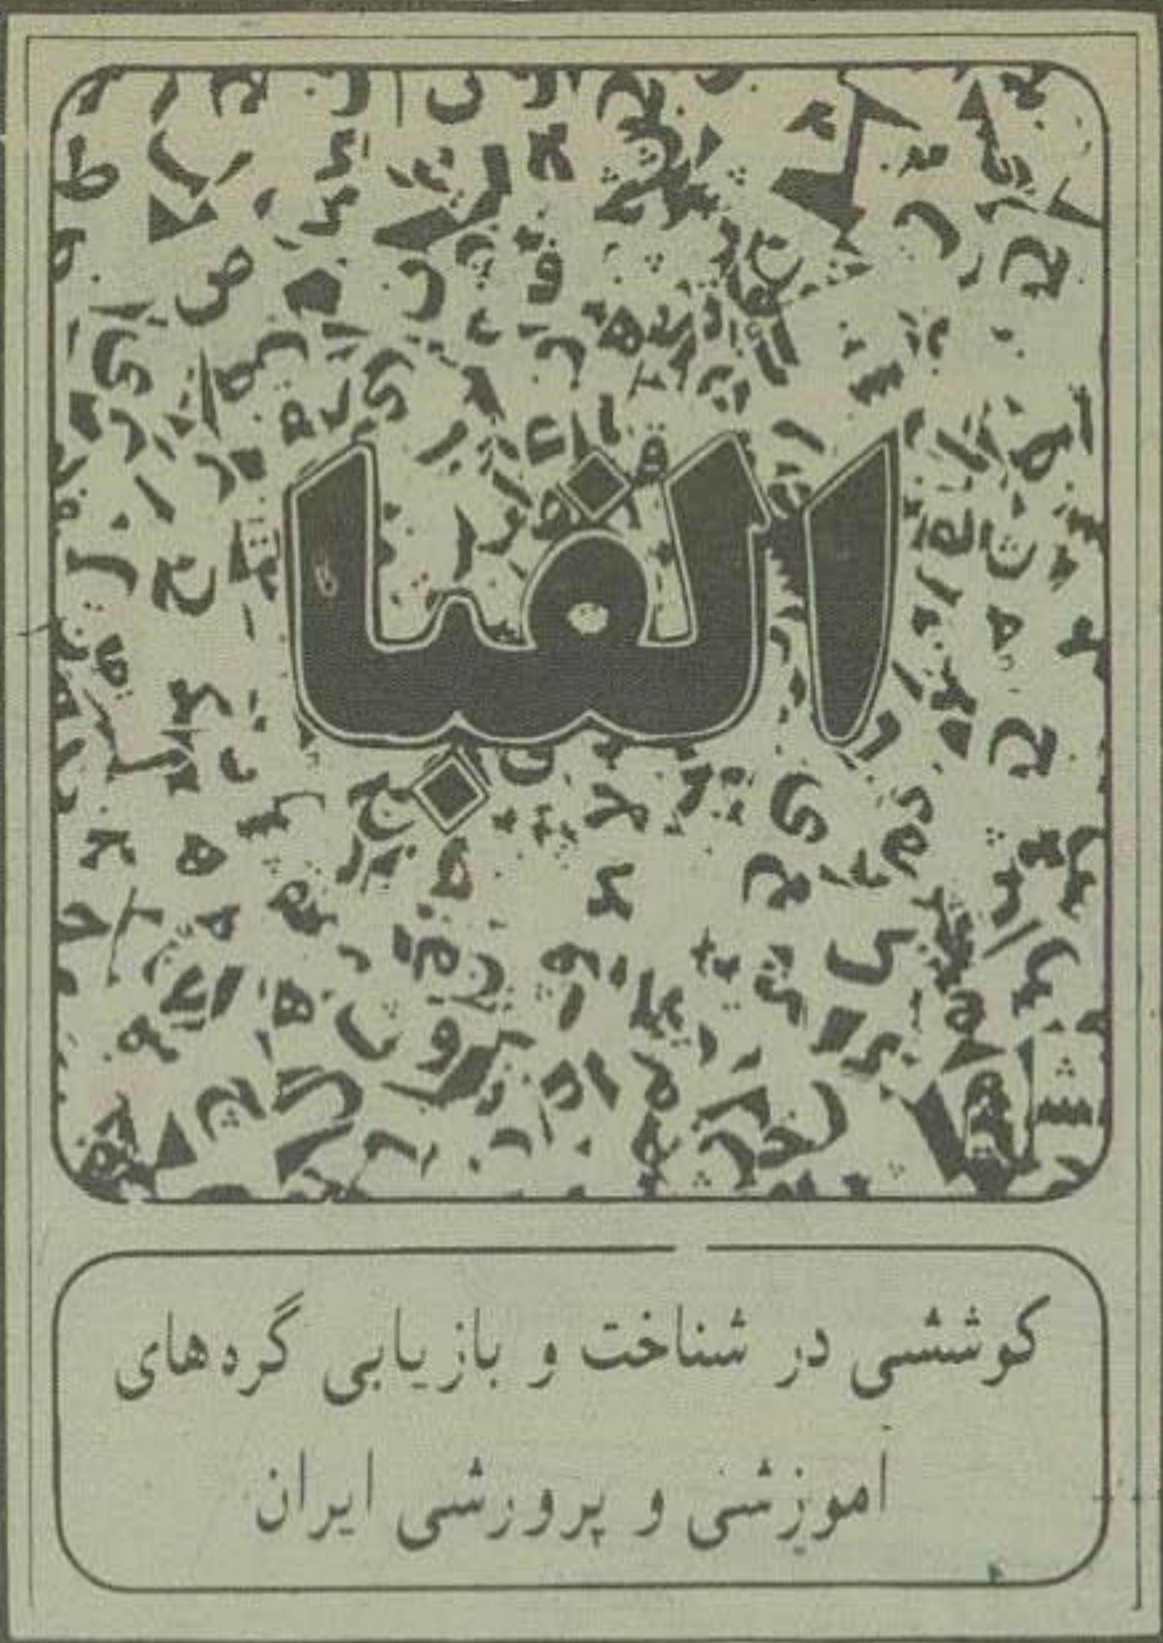 الفبا
کوششی در شناخت و بازیابی گره‌های
آموزشی و پرورشی ایران